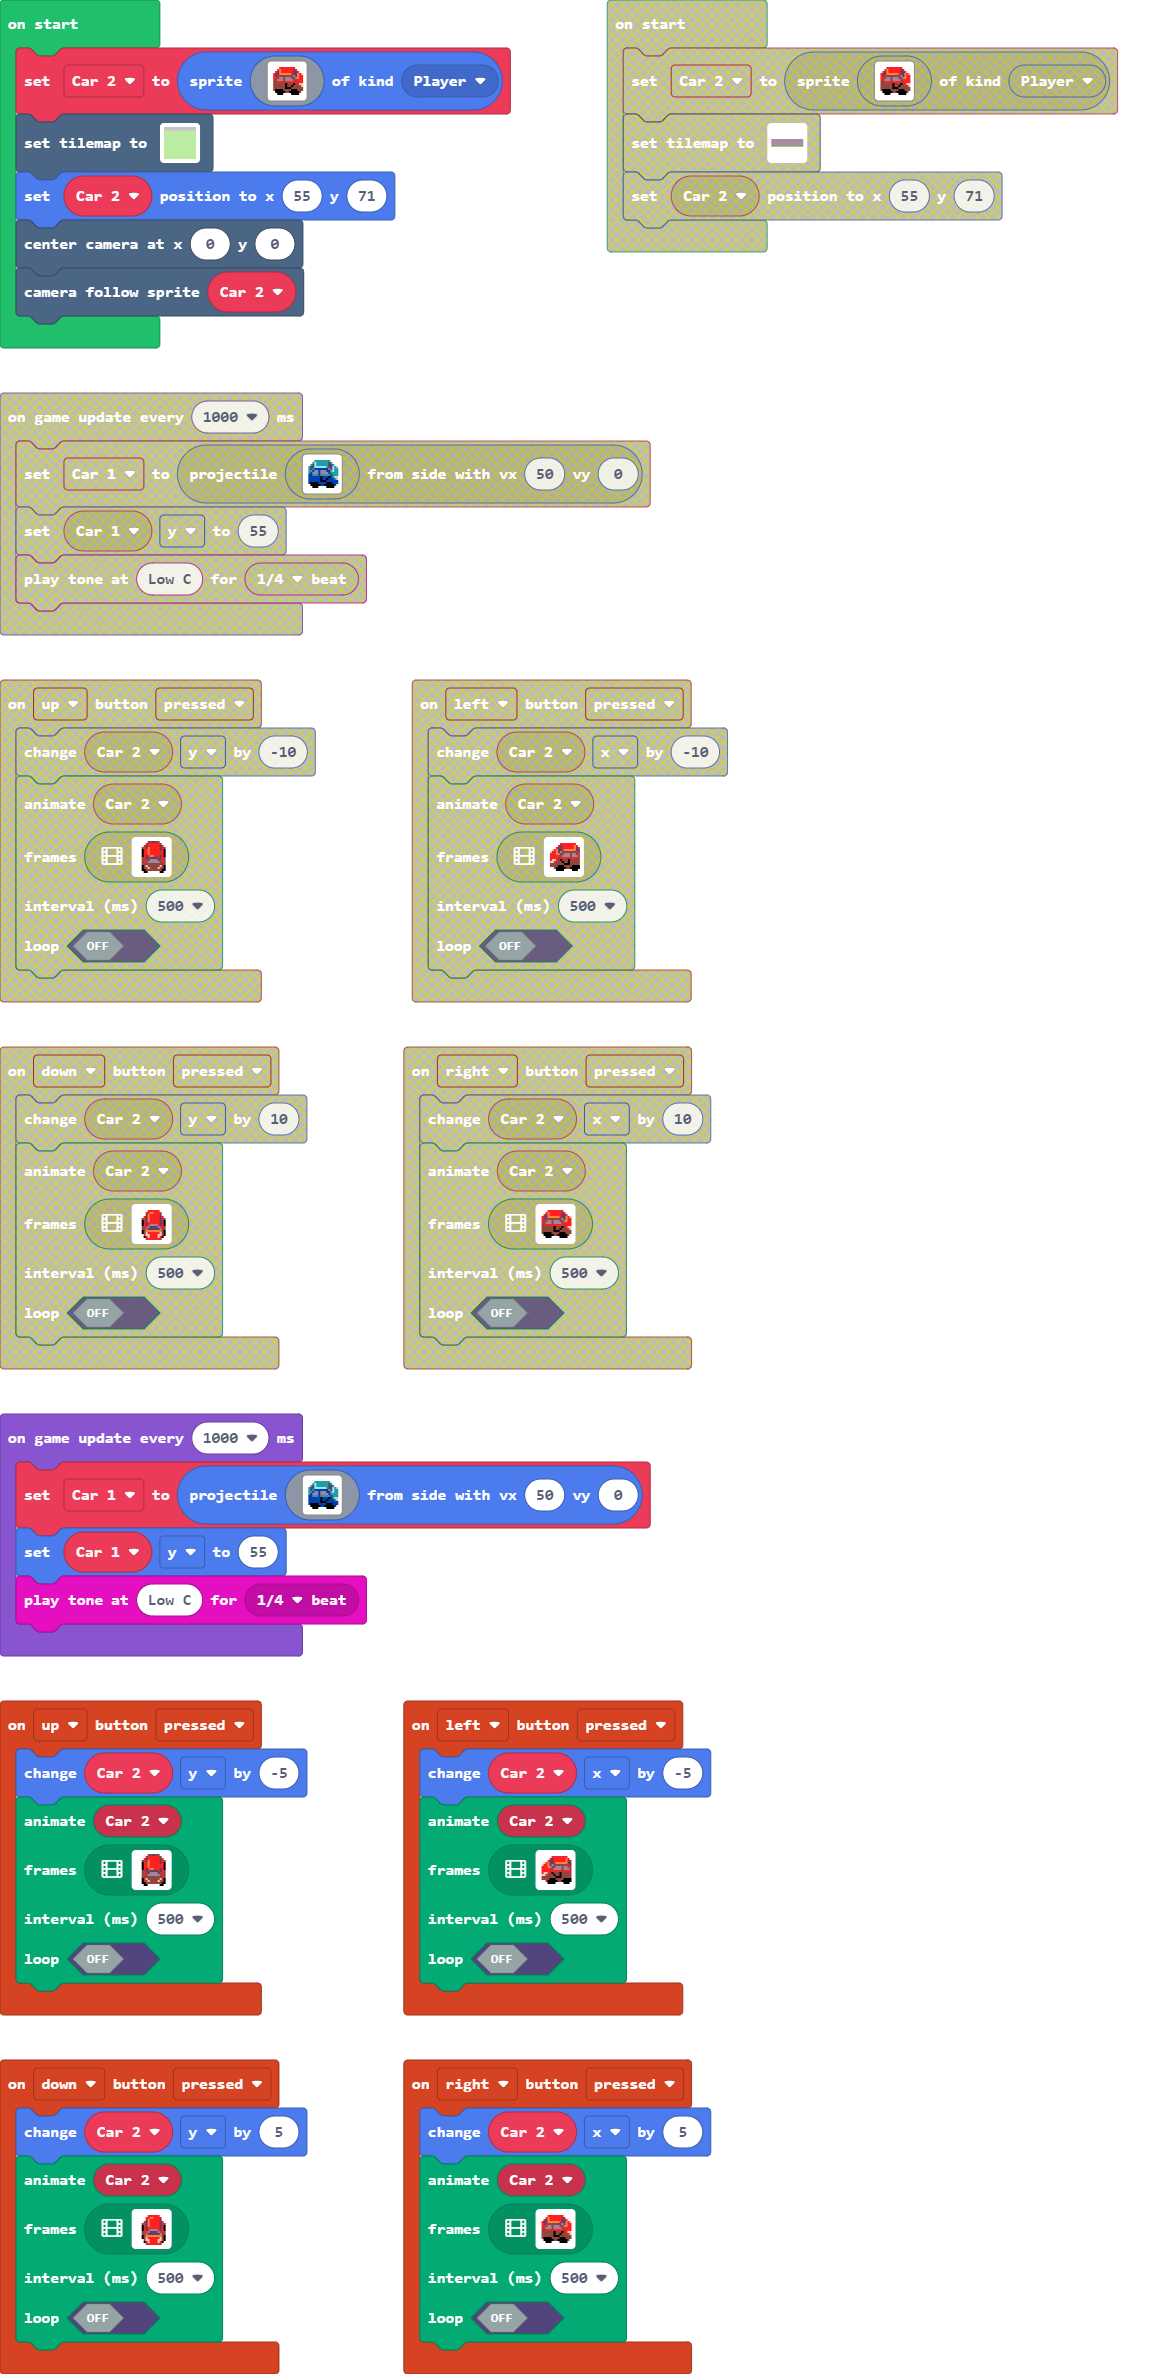 on start
set Car 2 to sprite of kind Player
set tilemap to
set Car 2 position to x 55 y 71
center camera at x 0 y 0
camera follow sprite Car 2
on start
set Car 2 to sprite of kind Player
set tilemap to
set Car 2 position to x 55 y 71
on game update every 1000 ms
set Car 1 to projectile from side with vx 50 vy 0
set Car 1 y to 55
play tone at Low C for 1/4 beat
on up button pressed
change Car 2 y by -10
animate Car 2
frames
interval (ms) 500
loop OFF
on left button pressed
change Car 2 x by -10
animate Car 2
frames
interval (ms) 500
loop OFF
on down button pressed
change Car 2 y by 10
animate Car 2
frames
interval (ms) 500
loop OFF
on right button pressed
change Car 2 x by 10
animate Car 2
frames
interval (ms) 500
loop OFF
on game update every 1000 ms
set Car 1 to projectile from side with vx 50 vy 0
set Car 1 y to 55
play tone at Low C for 1/4 beat
on up button pressed
change Car 2 y by -5
animate Car 2
frames
interval (ms) 500
loop OFF
on left button pressed
change Car 2 x by -5
animate Car 2
frames
interval (ms) 500
loop OFF
on down button pressed
change Car 2 y by 5
animate Car 2
frames
interval (ms) 500
loop OFF
on right button pressed
change Car 2 x by 5
animate Car 2
frames
interval (ms) 500
loop OFF